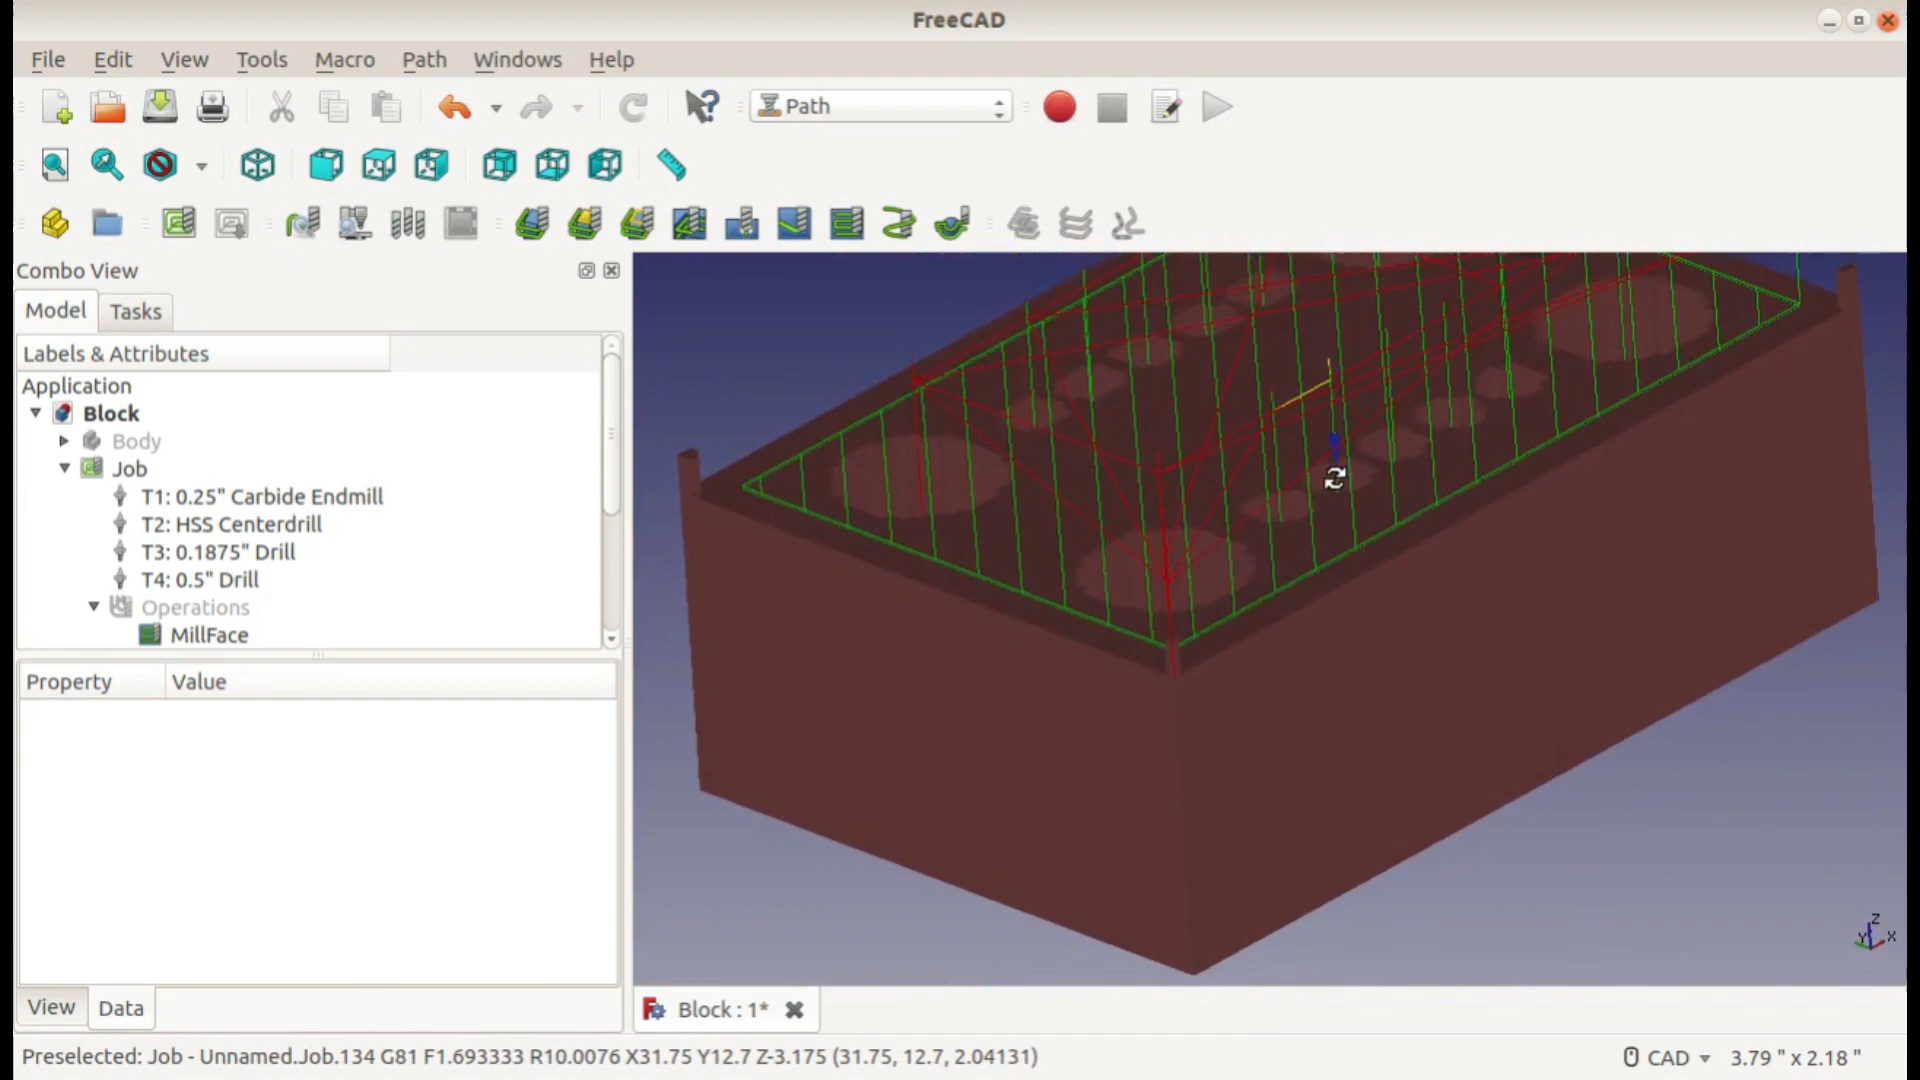 FreeCAD
File Edit View Tools Macro Path Windows Help
Path
Combo View
Model Tasks
Labels & Attributes
Application
Block
Body
Job
T1: 0.25" Carbide Endmill
T2: HSS Centerdrill
T3: 0.1875" Drill
T4: 0.5" Drill
Operations
MillFace
Property Value
Z
Y X
View Data
Block : 1*
Preselected: Job - Unnamed.Job.134 G81 F1.693333 R10.0076 X31.75 Y12.7 Z-3.175 (31.75, 12.7, 2.04131)
CAD 3.79 " x 2.18 "